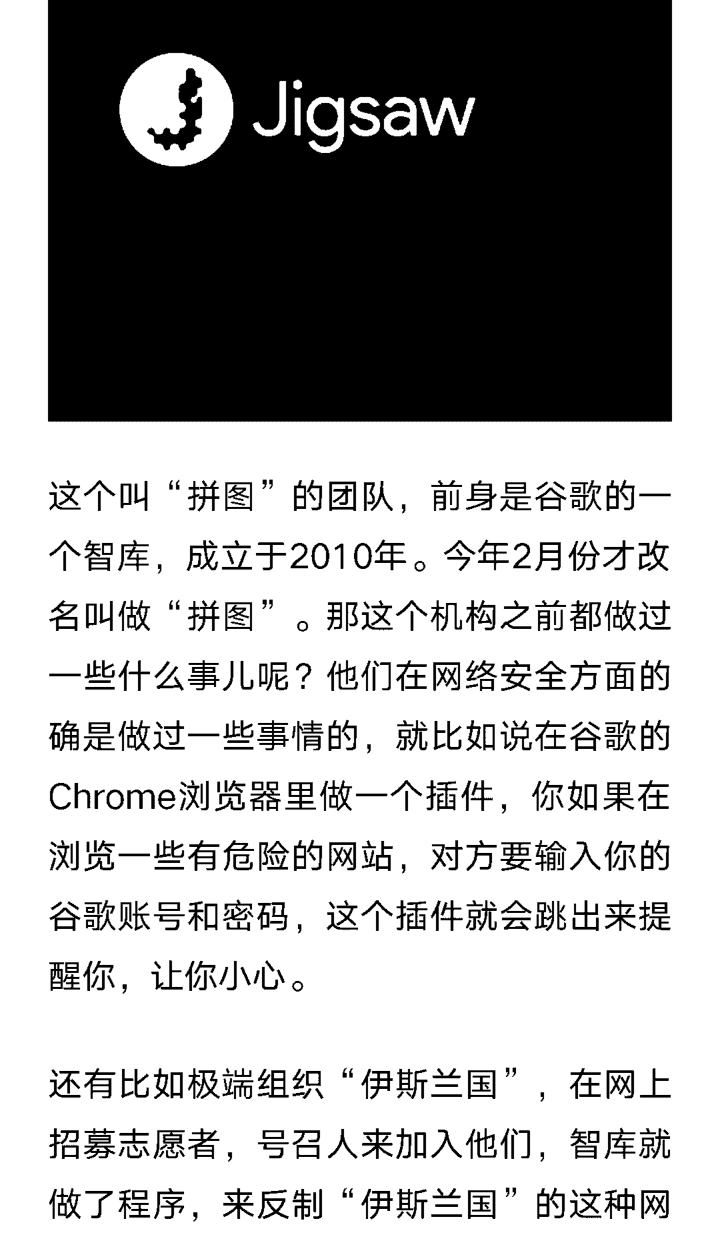 Jigsaw
这个叫“拼图”的团队，前身是谷歌的一
个智库，成立于2010年。今年2月份才改
名叫做“拼图”。那这个机构之前都做过
一些什么事儿呢？他们在网络安全方面的
确是做过一些事情的，就比如说在谷歌的
Chrome浏览器里做一个插件，你如果在
浏览一些有危险的网站，对方要输入你的
谷歌账号和密码，这个插件就会跳出来提
醒你，让你小心。
还有比如极端组织“伊斯兰国”，在网上
招募志愿者，号召人来加入他们，智库就
做了程序，来反制“伊斯兰国”的这种网